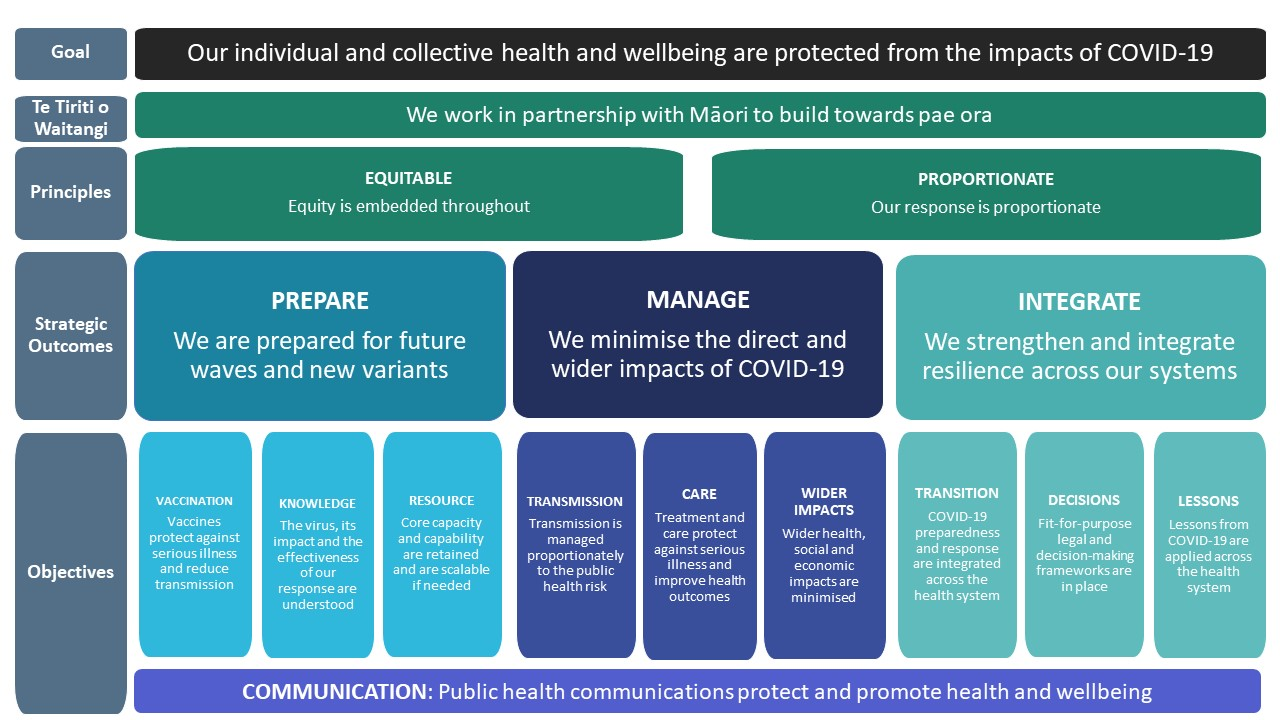 Goal
Our individual and collective health and wellbeing are protected from the impacts of COVID-19
Te Tiriti o
Waitangi
We work in partnership with Māori to build towards pae ora
Principles
EQUITABLE
Equity is embedded throughout
PROPORTIONATE
Our response is proportionate
Strategic
Outcomes
PREPARE
We are prepared for future
waves and new variants
MANAGE
We minimise the direct and
wider impacts of COVID-19
INTEGRATE
We strengthen and integrate
resilience across our systems
Objectives
VACCINATION
Vaccines
protect against
serious illness
and reduce
transmission
KNOWLEDGE
The virus, its
impact and the
effectiveness
of our
response are
understood
RESOURCE
Core capacity
and capability
are retained
and are scalable
if needed
TRANSMISSION
Transmission is
managed
proportionately
to the public
health risk
CARE
Treatment and
care protect
against serious
illness and
improve health
outcomes
WIDER
IMPACTS
Wider health,
social and
economic
impacts are
minimised
TRANSITION
COVID-19
preparedness
and response
are integrated
across the
health system
DECISIONS
Fit-for-purpose
legal and
decision-making
frameworks are
in place
LESSONS
Lessons from
COVID-19 are
applied across
the health
system
COMMUNICATION: Public health communications protect and promote health and wellbeing